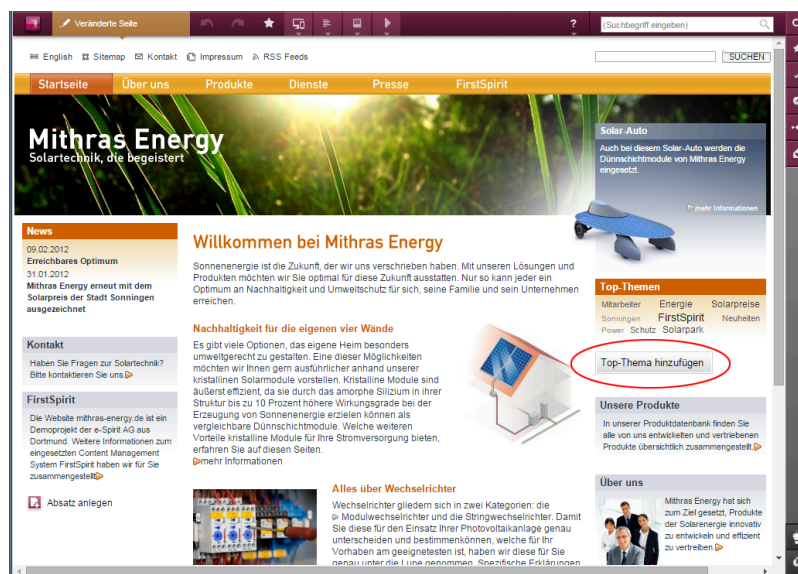 Veränderte Seite
?
(Suchbegriff eingeben)
English Sitemap Kontakt Impressum RSS Feeds
SUCHEN
Startseite Über uns Produkte Dienste Presse FirstSpirit
Mithras Energy
Solartechnik, die begeistert
Solar-Auto
Auch bei diesem Solar-Auto werden die
Dünnschichtmodule von Mithras Energy
eingesetzt.
mehr Informationen
News
09.02.2012
Erreichbares Optimum
31.01.2012
Mithras Energy erneut mit dem
Solarpreis der Stadt Sonningen
ausgezeichnet
Kontakt
Haben Sie Fragen zur Solartechnik?
Bitte kontaktieren Sie uns.
FirstSpirit
Die Website mithras-energy.de ist ein
Demoprojekt der e-Spirit AG aus
Dortmund. Weitere Informationen zum
eingesetzten Content Management
System FirstSpirit haben wir für Sie
zusammengestellt
Absatz anlegen
Willkommen bei Mithras Energy
Sonnenenergie ist die Zukunft, der wir uns verschrieben haben. Mit unseren Lösungen und
Produkten möchten wir Sie optimal für diese Zukunft ausstatten. Nur so kann jeder ein
Optimum an Nachhaltigkeit und Umweltschutz für sich, seine Familie und sein Unternehmen
erreichen.
Nachhaltigkeit für die eigenen vier Wände
Es gibt viele Optionen, das eigene Heim besonders
umweltgerecht zu gestalten. Eine dieser Möglichkeiten
möchten wir Ihnen gern ausführlicher anhand unserer
kristallinen Solarmodule vorstellen. Kristalline Module sind
äußerst effizient, da sie durch das amorphe Silizium in ihrer
Struktur bis zu 10 Prozent höhere Wirkungsgrade bei der
Erzeugung von Sonnenenergie erzielen können als
vergleichbare Dünnschichtmodule. Welche weiteren
Vorteile kristalline Module für Ihre Stromversorgung bieten,
erfahren Sie auf diesen Seiten.
mehr Informationen
Alles über Wechselrichter
Wechselrichter gliedern sich in zwei Kategorien: die
Modulwechselrichter und die Stringwechselrichter. Damit
Sie diese für den Einsatz Ihrer Photovoltaikanlage genau
unterscheiden und bestimmenkönnen, welche für Ihr
Vorhaben am geeignetesten ist, haben wir diese für Sie
genau unter die Lupe genommen. Spezifische Erklärungen
Top-Themen
Mitarbeiter Energie Solarpreise
Sonningen FirstSpirit Neuheiten
Power Schutz Solarpark
Top-Thema hinzufügen
Unsere Produkte
In unserer Produktdatenbank finden Sie
alle von uns entwickelten und vertriebenen
Produkte übersichtlich zusammengestellt.
Über uns
Mithras Energy hat sich
zum Ziel gesetzt, Produkte
der Solarenergie innovativ
zu entwickeln und effizient
zu vertreiben.